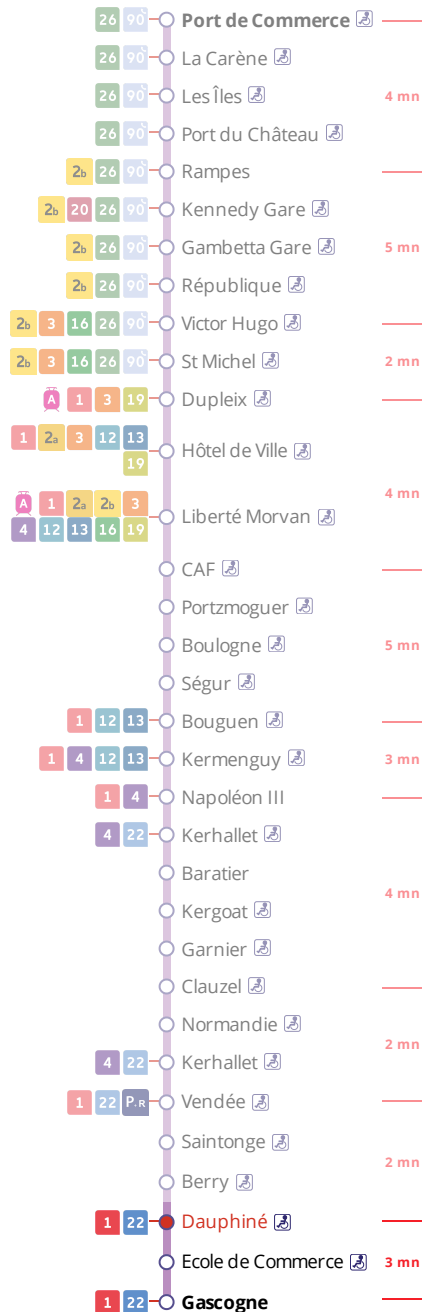 26 90 Port de Commerce
26 90 La Carène
26 90 Les Îles 4 mn
26 90 Port du Château
2b 26 90 Rampes
2b 20 26 90 Kennedy Gare
2b 26 90 Gambetta Gare 5 mn
2b 26 90 République
2b 3 16 26 90 Victor Hugo
2b 3 16 26 90 St Michel 2 mn
A 1 3 19 Dupleix
1 2a 3 12 13
19 Hôtel de Ville
4 mn
A 1 2a 2b 3
4 12 13 16 19 Liberté Morvan
CAF
Portzmoguer
Boulogne 5 mn
Ségur
1 12 13 Bouguen
1 4 12 13 Kermenguy 3 mn
1 4 Napoléon III
4 22 Kerhallet
Baratier
4 mn
Kergoat
Garnier
Clauzel
Normandie
2 mn
4 22 Kerhallet
1 22 P+R Vendée
Saintonge
2 mn
Berry
1 22 Dauphiné
Ecole de Commerce 3 mn
1 22 Gascogne